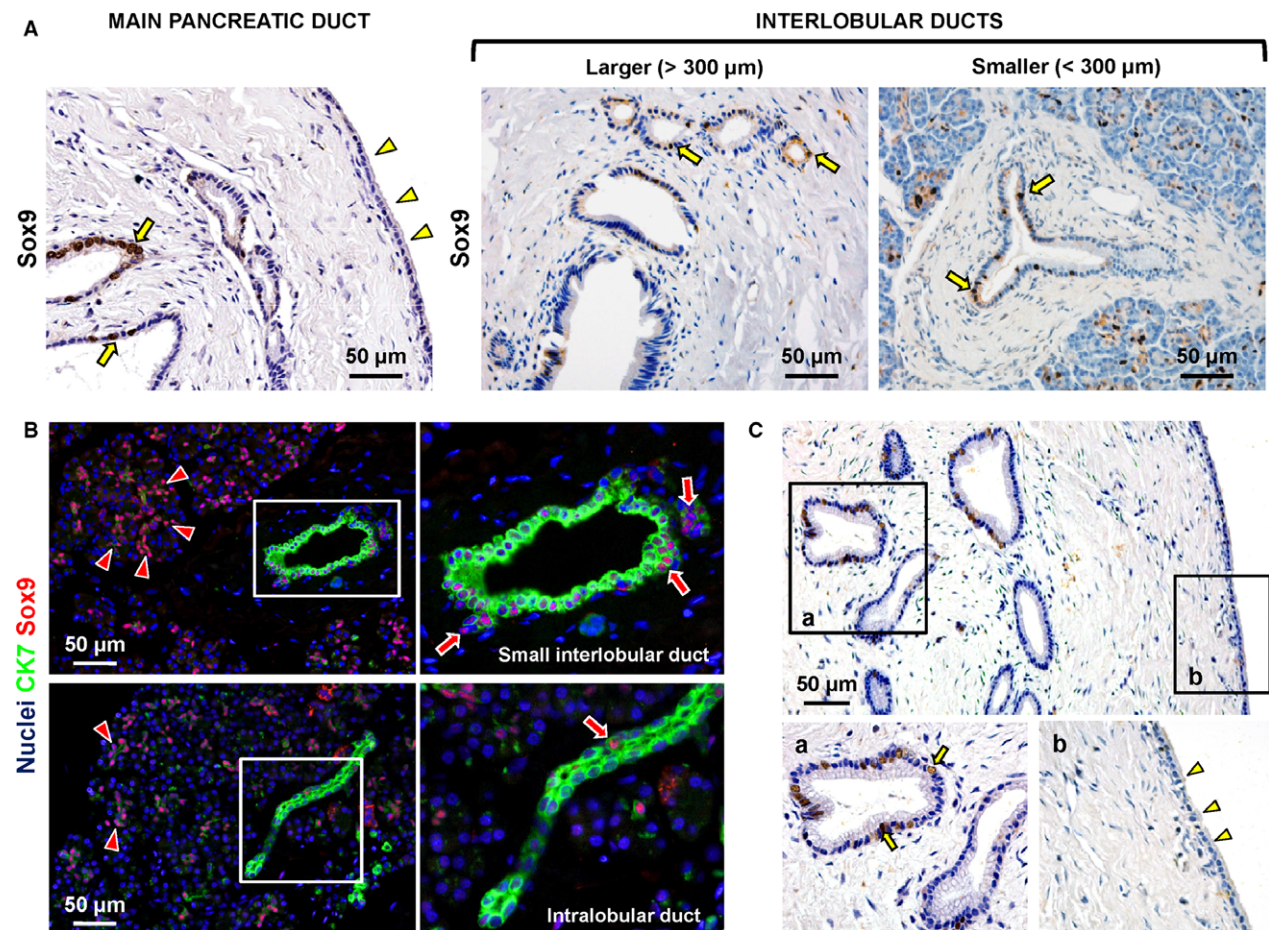 A
MAIN PANCREATIC DUCT
INTERLOBULAR DUCTS
Larger (> 300 µm)
Smaller (< 300 µm)
Sox9
50 µm
Sox9
50 µm
50 µm
B
Nuclei CK7 Sox9
50 µm
Small interlobular duct
50 µm
Intralobular duct
C
a
b
50 µm
a
b